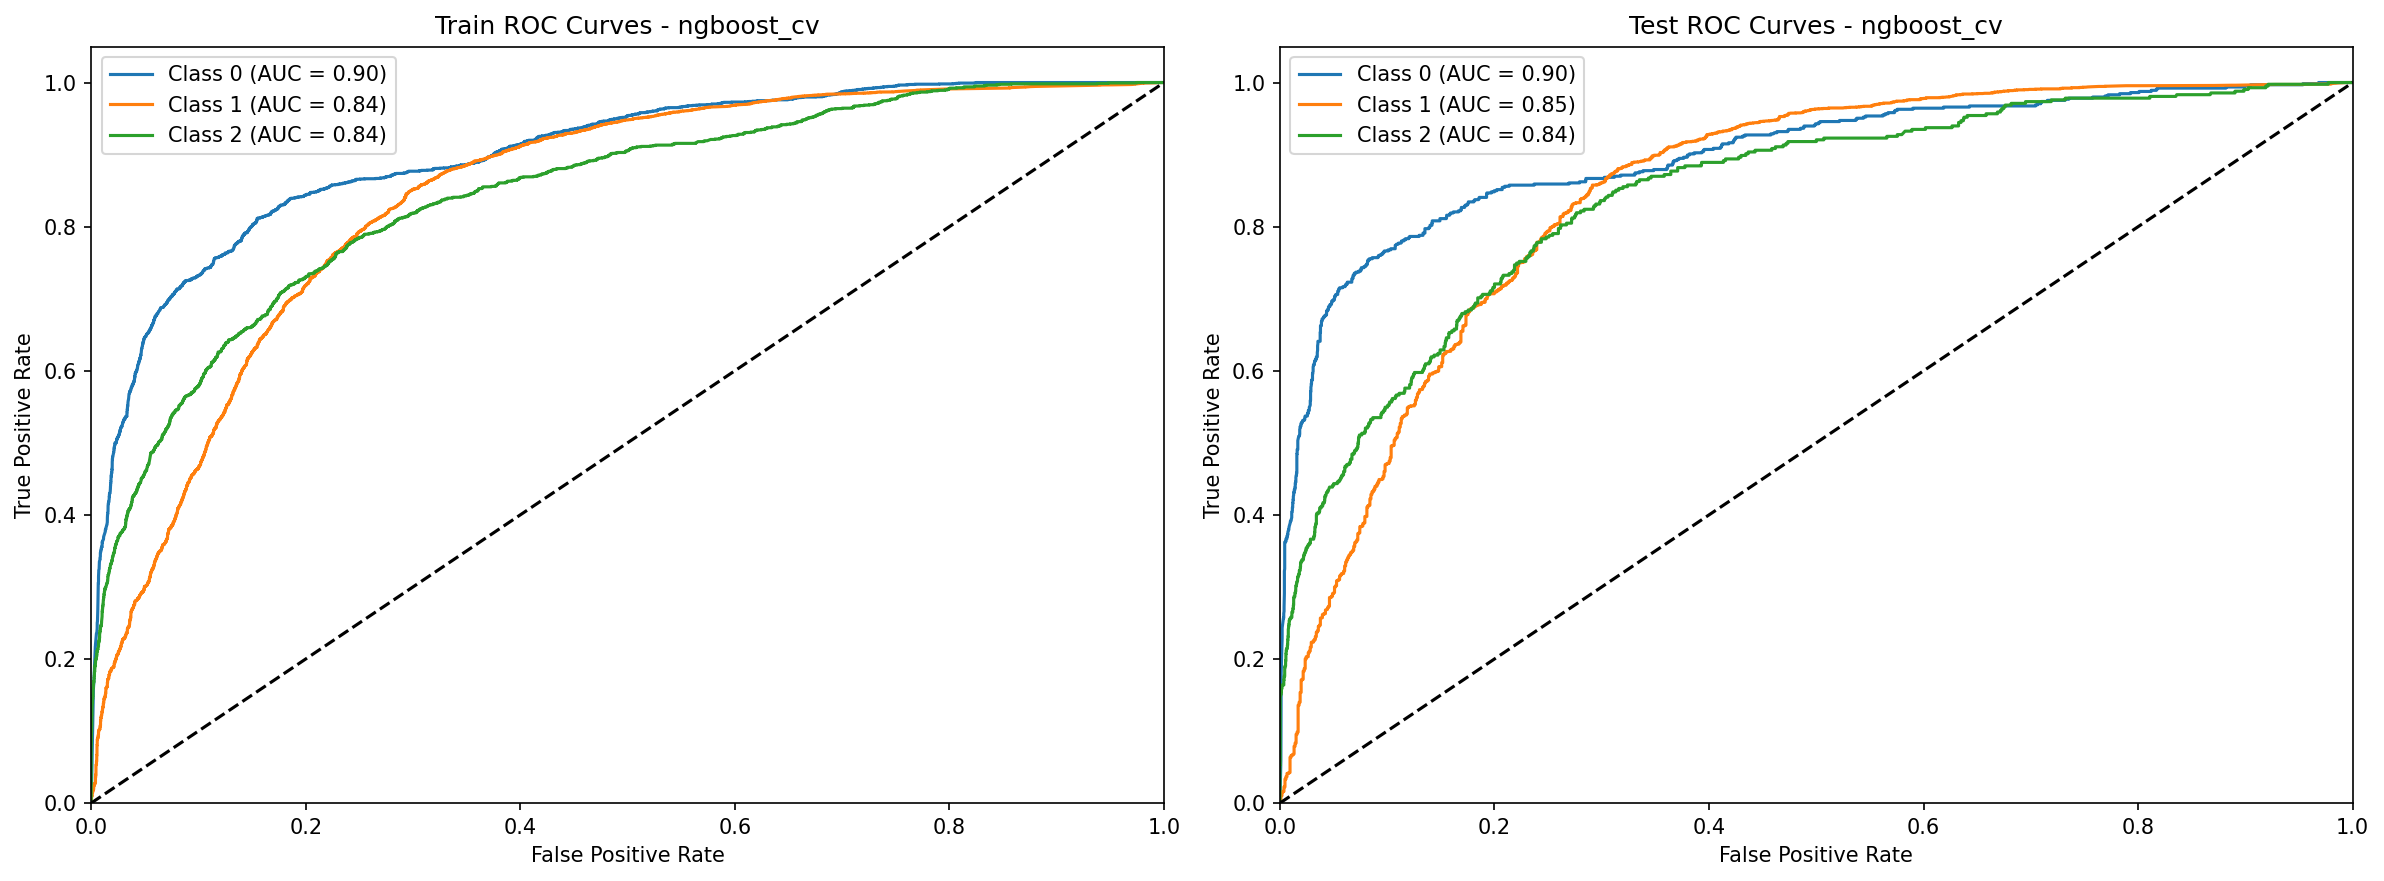 Train ROC Curves - ngboost_cv
Class 0 (AUC = 0.90)
Class 1 (AUC = 0.84)
Class 2 (AUC = 0.84)
True Positive Rate
1.0
0.8
0.6
0.4
0.2
0.0
0.0 0.2 0.4 0.6 0.8 1.0
False Positive Rate
Test ROC Curves - ngboost_cv
Class 0 (AUC = 0.90)
Class 1 (AUC = 0.85)
Class 2 (AUC = 0.84)
True Positive Rate
1.0
0.8
0.6
0.4
0.2
0.0
0.0 0.2 0.4 0.6 0.8 1.0
False Positive Rate